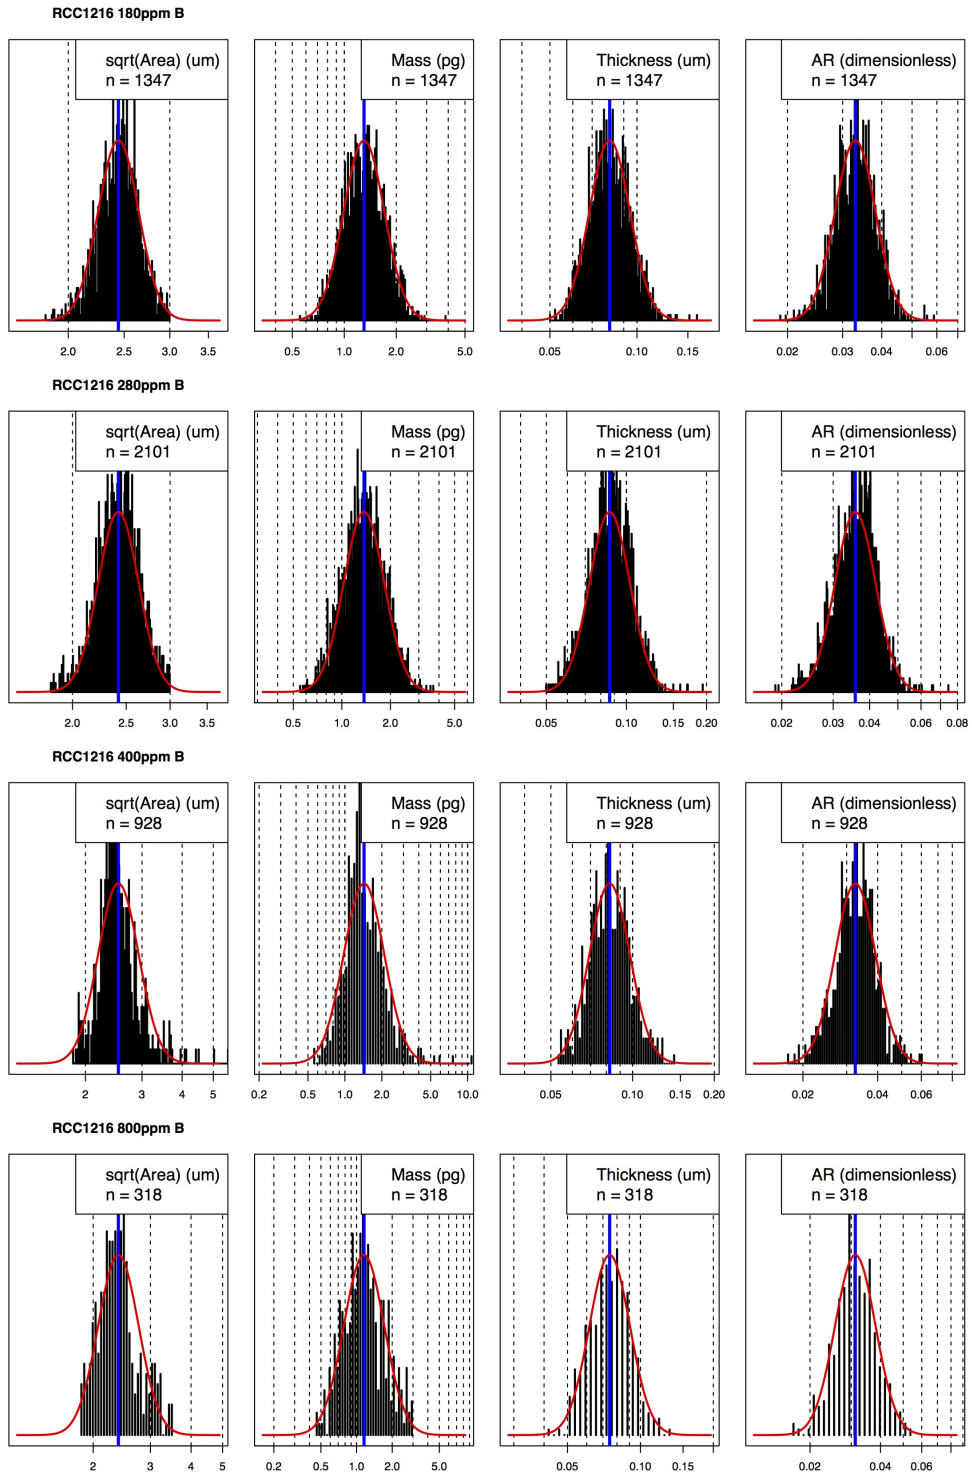 RCC1216 180ppm B
sqrt(Area) (um)
n = 1347
Mass (pg)
n = 1347
Thickness (um)
n = 1347
AR (dimensionless)
n = 1347
2.0 2.5 3.0 3.5
0.5 1.0 2.0 5.0
0.05 0.10 0.15
0.02 0.03 0.04 0.06
RCC1216 280ppm B
sqrt(Area) (um)
n = 2101
Mass (pg)
n = 2101
Thickness (um)
n = 2101
AR (dimensionless)
n = 2101
2.0 2.5 3.0 3.5
0.5 1.0 2.0 5.0
0.05 0.10 0.15 0.20
0.02 0.03 0.04 0.06 0.08
RCC1216 400ppm B
sqrt(Area) (um)
n = 928
Mass (pg)
n = 928
Thickness (um)
n = 928
AR (dimensionless)
n = 928
2 3 4 5
0.2 0.5 1.0 2.0 5.0 10.0
0.05 0.10 0.15 0.20
0.02 0.04 0.06
RCC1216 800ppm B
sqrt(Area) (um)
n = 318
Mass (pg)
n = 318
Thickness (um)
n = 318
AR (dimensionless)
n = 318
2 3 4 5
0.2 0.5 1.0 2.0 5.0
0.05 0.10 0.15
0.02 0.04 0.06